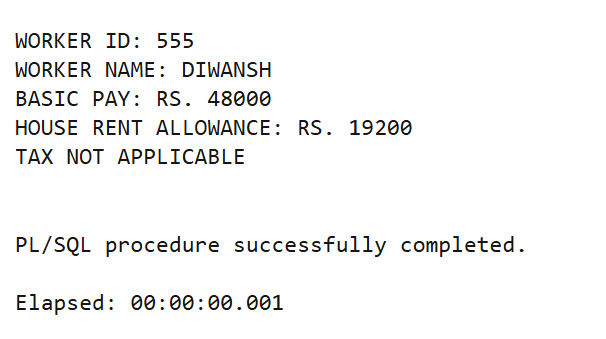 WORKER ID: 555
WORKER NAME: DIWANSH
BASIC PAY: RS. 48000
HOUSE RENT ALLOWANCE: RS. 19200
TAX NOT APPLICABLE
PL/SQL procedure successfully completed.
Elapsed: 00:00:00.001